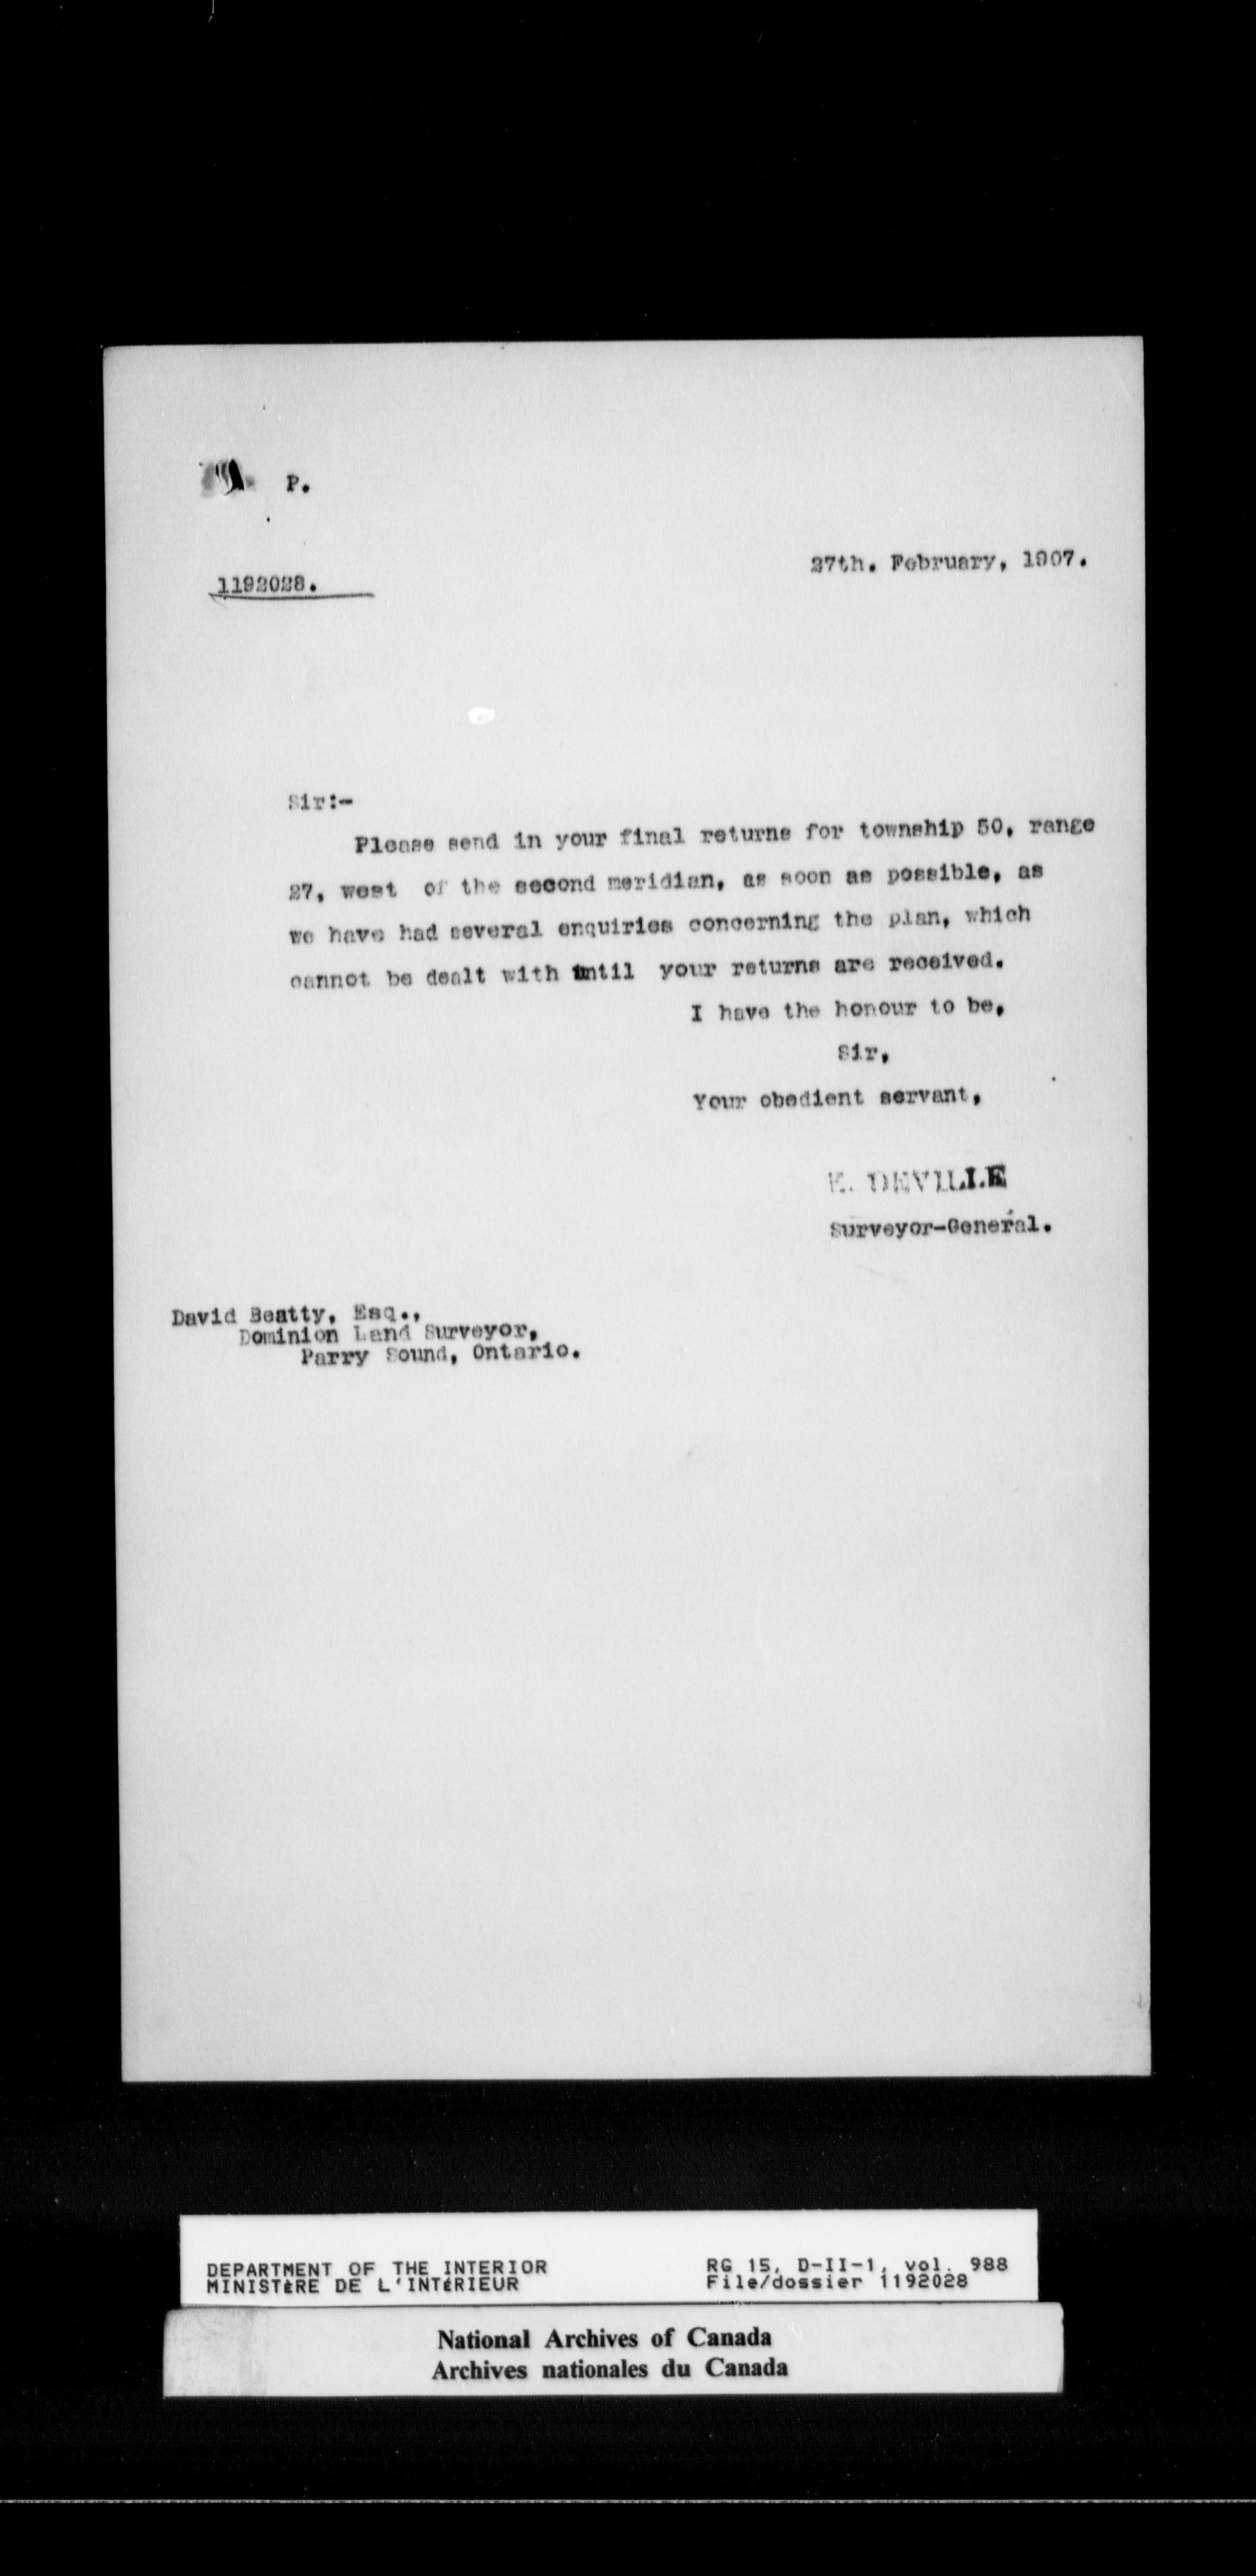 P.
27th. February, 1907.
1192028.
Sir:-
Please send in your final returns for township 50, range
27, west of the second meridian, as soon as possible, as
we have had several enquiries concerning the plan, which
cannot be dealt with until your returns are received.
I have the honour to be,
Sir,
Your obedient servant,
E. DEVILLE
Surveyor-General.
David Beatty, Esq.,
Dominion Land Surveyor,
Parry Sound, Ontario.
DEPARTMENT OF THE INTERIOR
MINISTÈRE DE L'INTÉRIEUR
RG 15, D-II-1, vol. 988
File/dossier 1192028
National Archives of Canada
Archives nationales du Canada